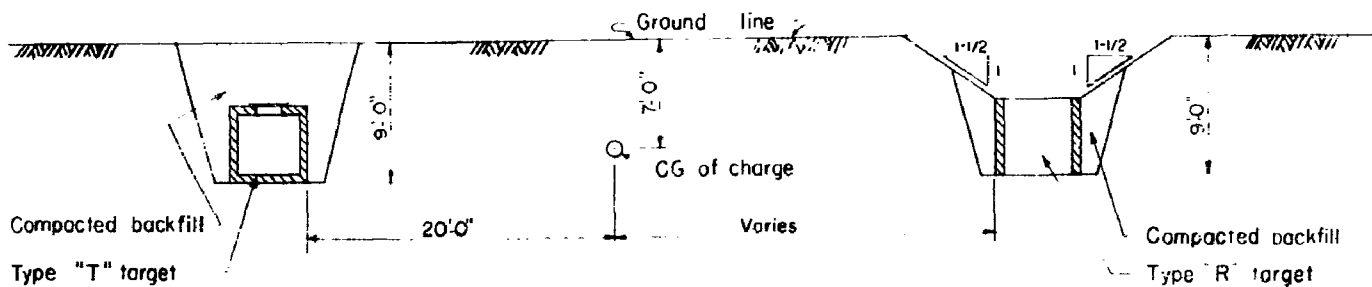 Ground line
1-1/2
1
1
1-1/2
9'-0"
7'-0"
9'-0"
CG of charge
Compacted backfill
20'-0"
Varies
Type "T" target
Compacted backfill
Type "R" target